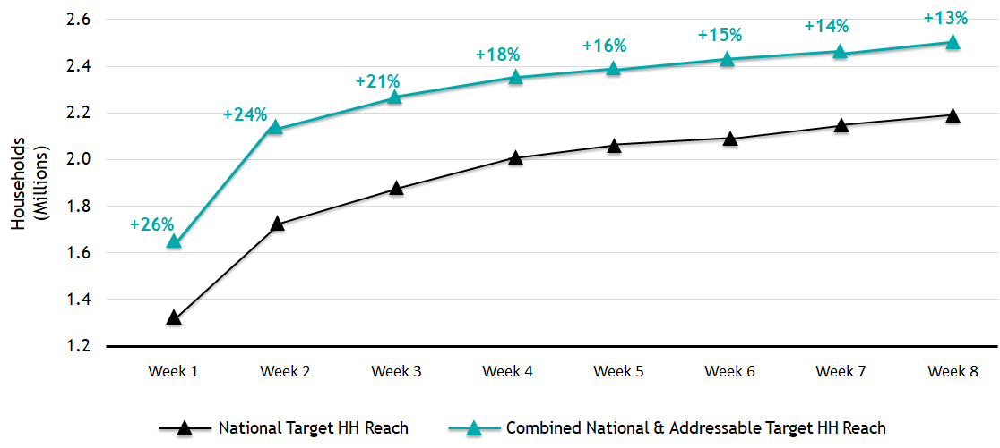 2.6
2.4
2.2
2.0
1.8
1.6
1.4
1.2
Households
(Millions)
+26%
+24%
+21%
+18%
+16%
+15%
+14%
+13%
Week 1
Week 2
Week 3
Week 4
Week 5
Week 6
Week 7
Week 8
National Target HH Reach
Combined National & Addressable Target HH Reach